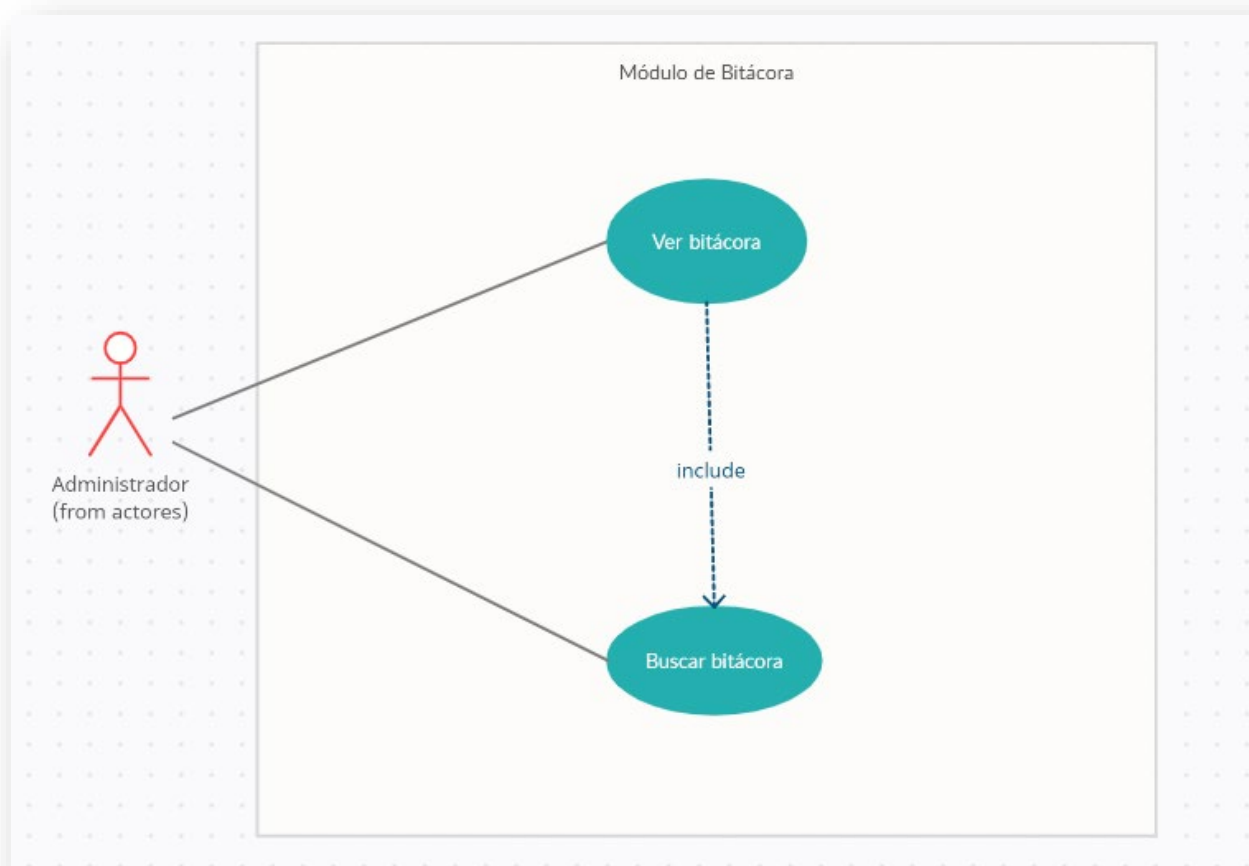 Módulo de Bitácora
Ver bitácora
include
Administrador
(from actores)
Buscar bitácora